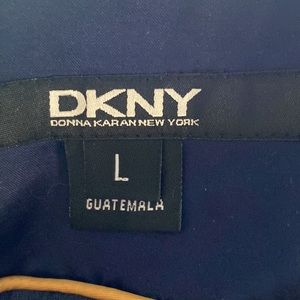 DKNY
DONNA KARAN NEW YORK
L
GUATEMALA